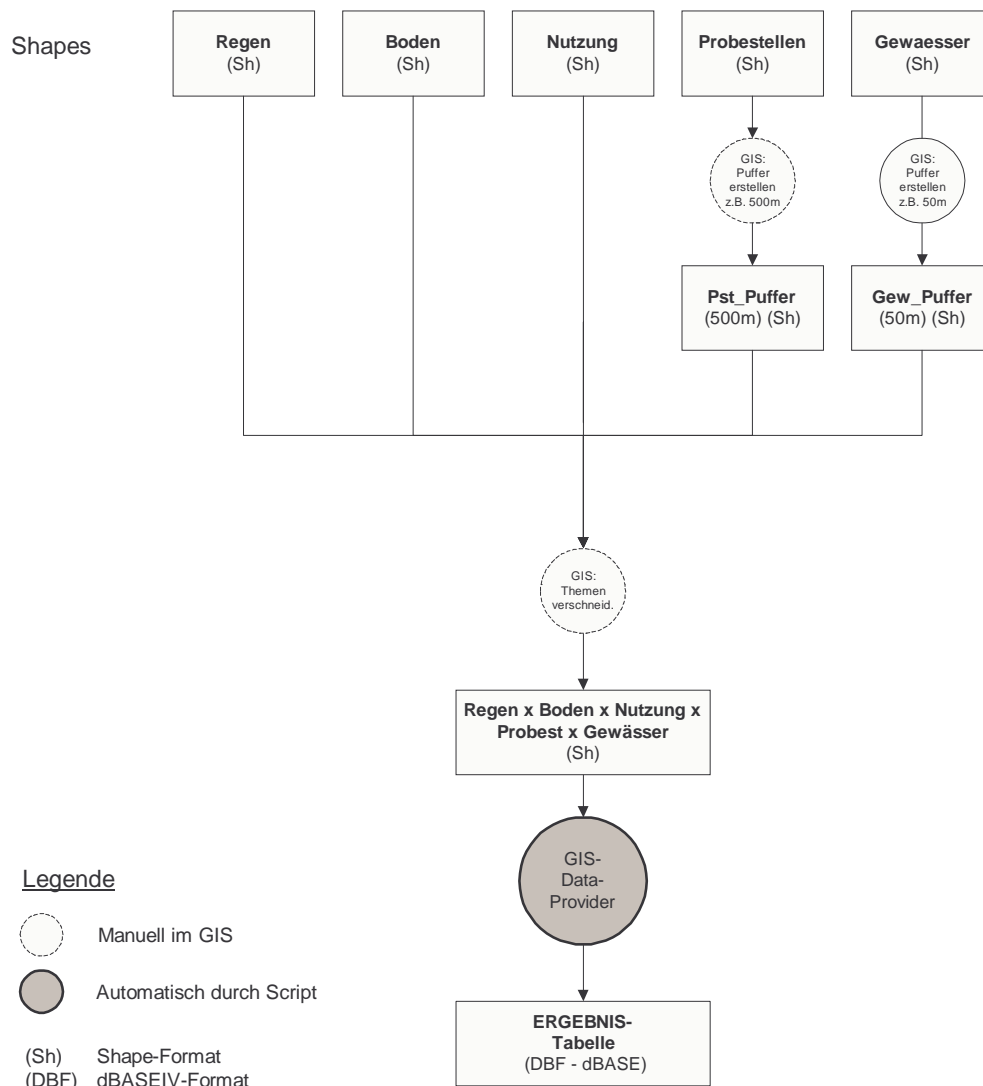 Shapes
Regen
(Sh)
Boden
(Sh)
Nutzung
(Sh)
Probestellen
(Sh)
Gewaesser
(Sh)
GIS:
Puffer
erstellen
z.B. 500m
GIS:
Puffer
erstellen
z.B. 50m
Pst_Puffer
(500m) (Sh)
Gew_Puffer
(50m) (Sh)
GIS:
Themen
verschneid.
Regen x Boden x Nutzung x
Probest x Gewässer
(Sh)
GIS-
Data-
Provider
ERGEBNIS-
Tabelle
(DBF - dBASE)
Legende
Manuell im GIS
Automatisch durch Script
(Sh) Shape-Format
(DBF) dBASEIV-Format